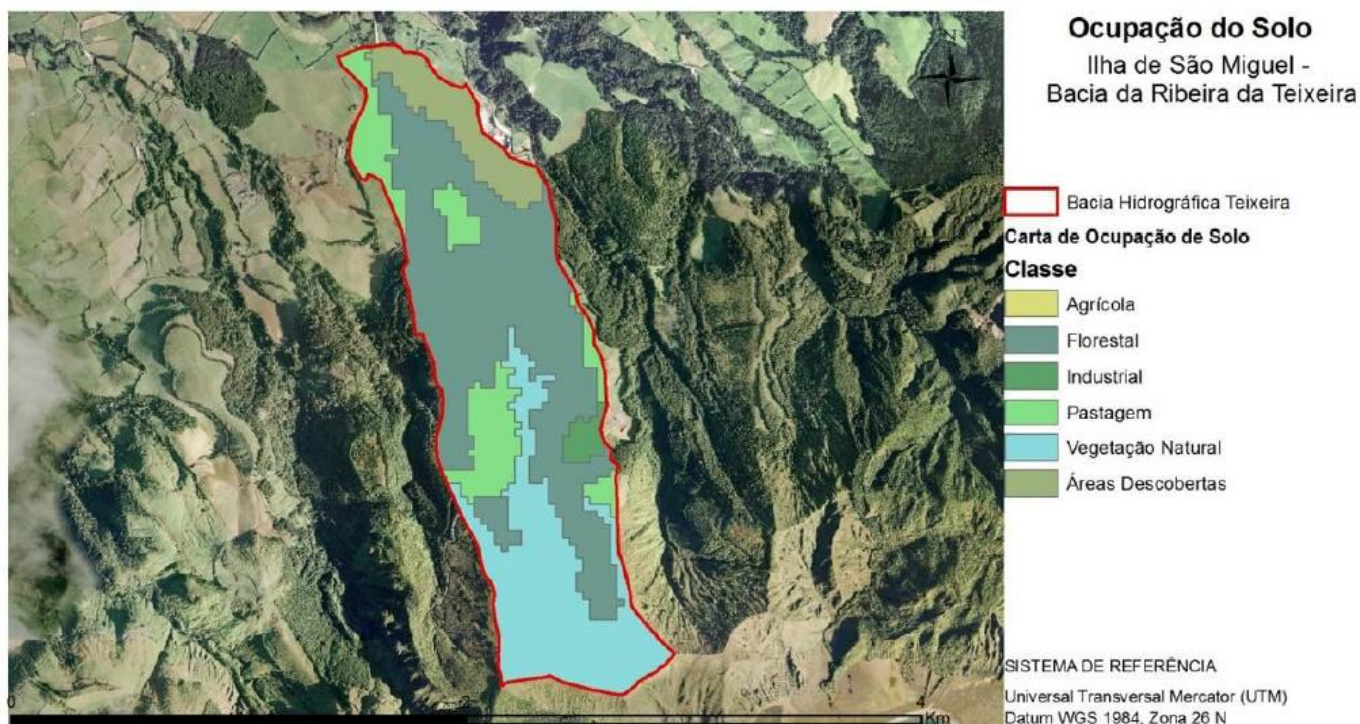 Ocupação do Solo
Ilha de São Miguel -
Bacia da Ribeira da Teixeira
N
Bacia Hidrográfica Teixeira
Carta de Ocupação de Solo
Classe
Agrícola
Florestal
Industrial
Pastagem
Vegetação Natural
Áreas Descobertas
SISTEMA DE REFERÊNCIA
Universal Transversal Mercator (UTM)
Datum WGS 1984, Zona 26 N
0 2 4
Km